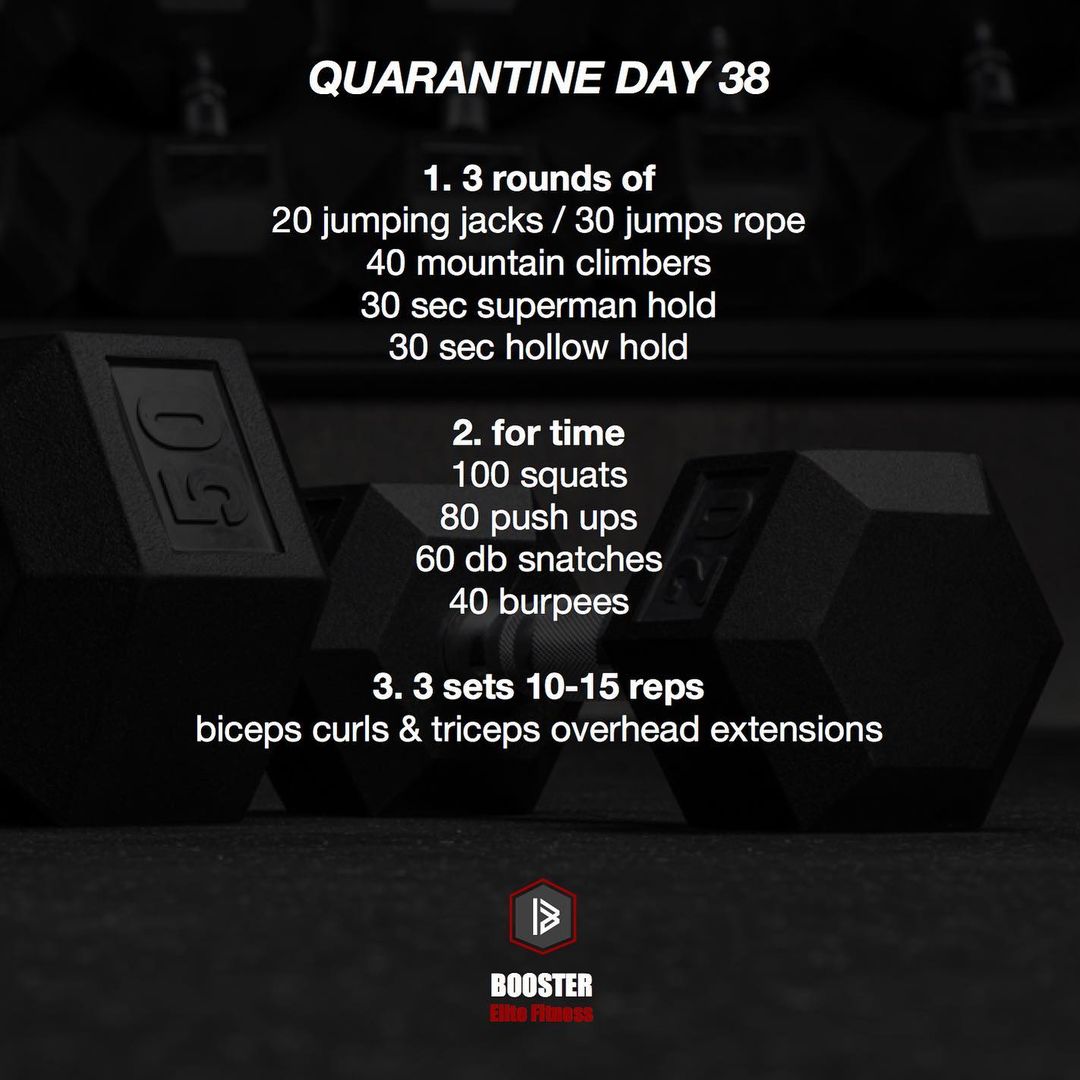 QUARANTINE DAY 38
1. 3 rounds of
20 jumping jacks / 30 jumps rope
40 mountain climbers
30 sec superman hold
30 sec hollow hold
2. for time
100 squats
80 push ups
60 db snatches
40 burpees
3. 3 sets 10-15 reps
biceps curls & triceps overhead extensions
50
20
B
BOOSTER
Elite Fitness